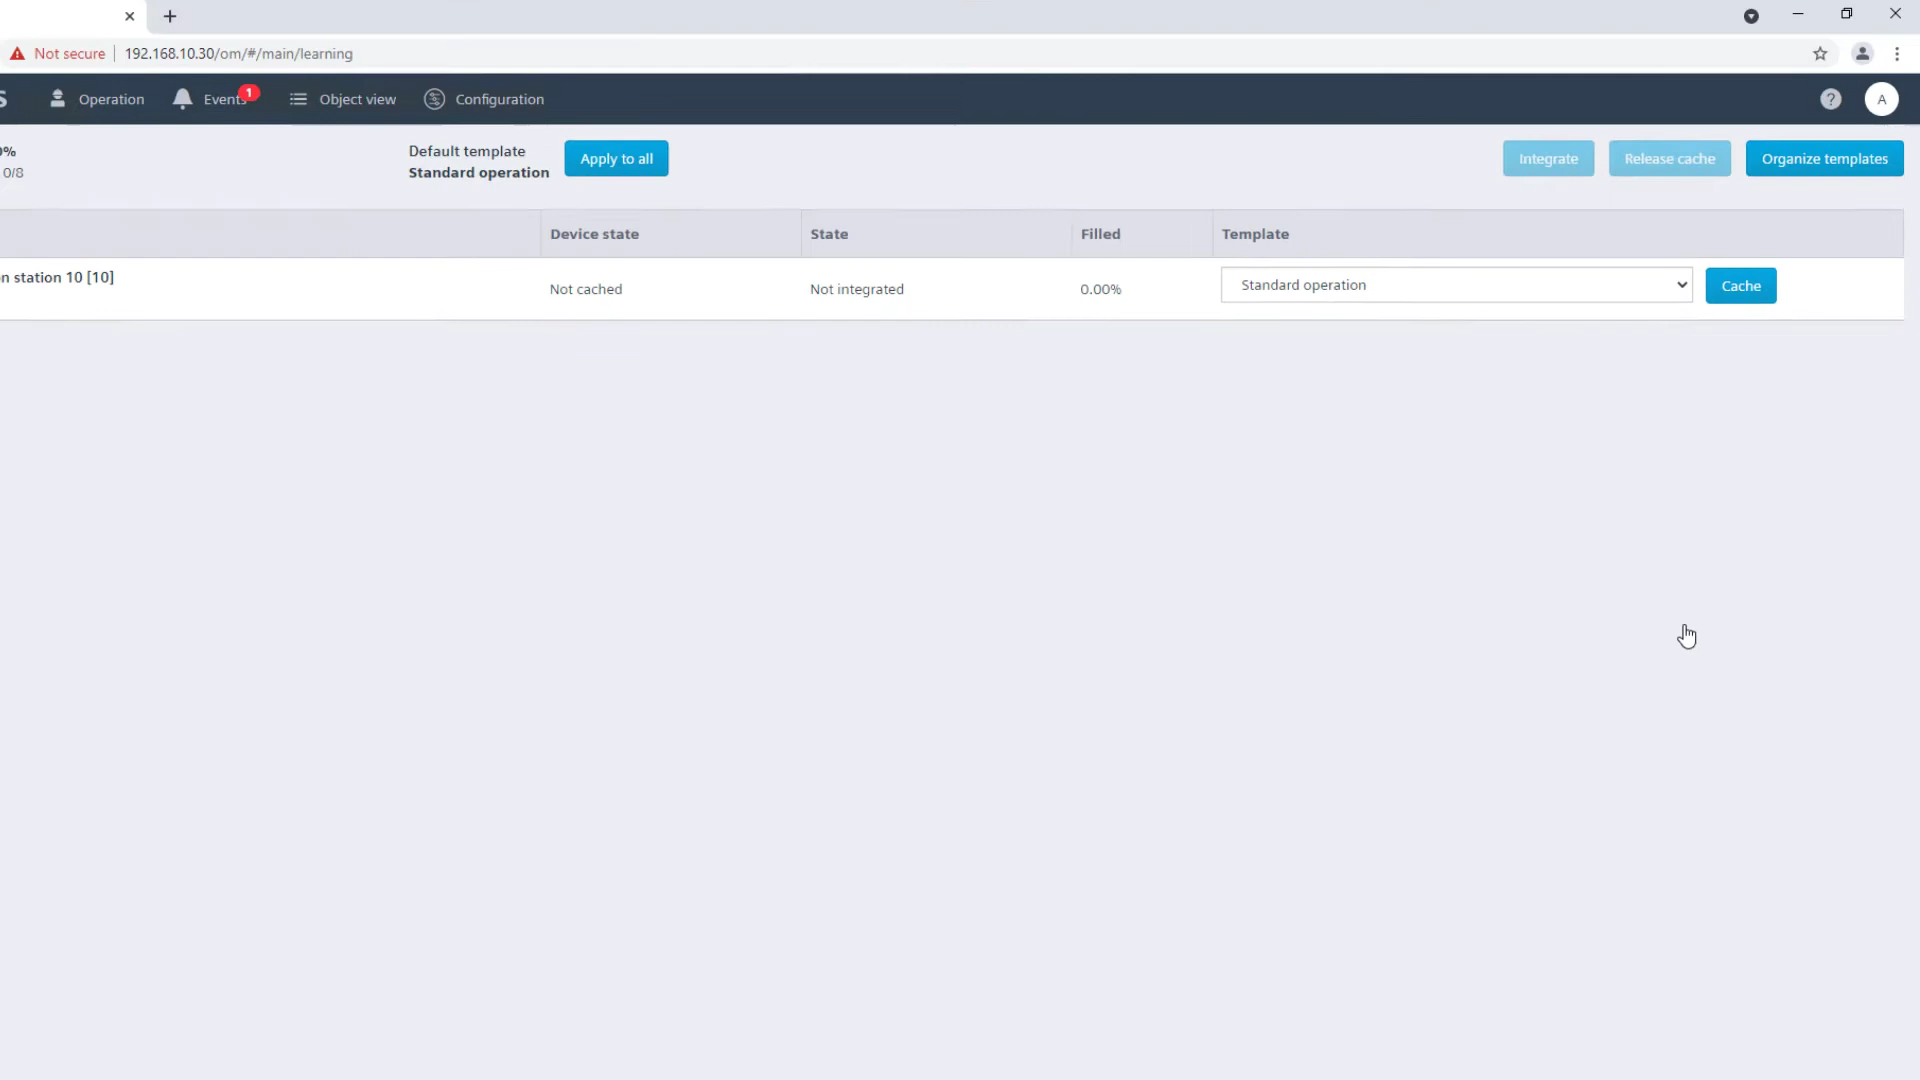 Not secure 192.168.10.30/om/#/main/learning
S Operation Events 1 Object view Configuration ? A
% Default template Apply to all Integrate Release cache Organize templates
0/8 Standard operation
Device state State Filled Template
n station 10 [10] Not cached Not integrated 0.00% Standard operation Cache